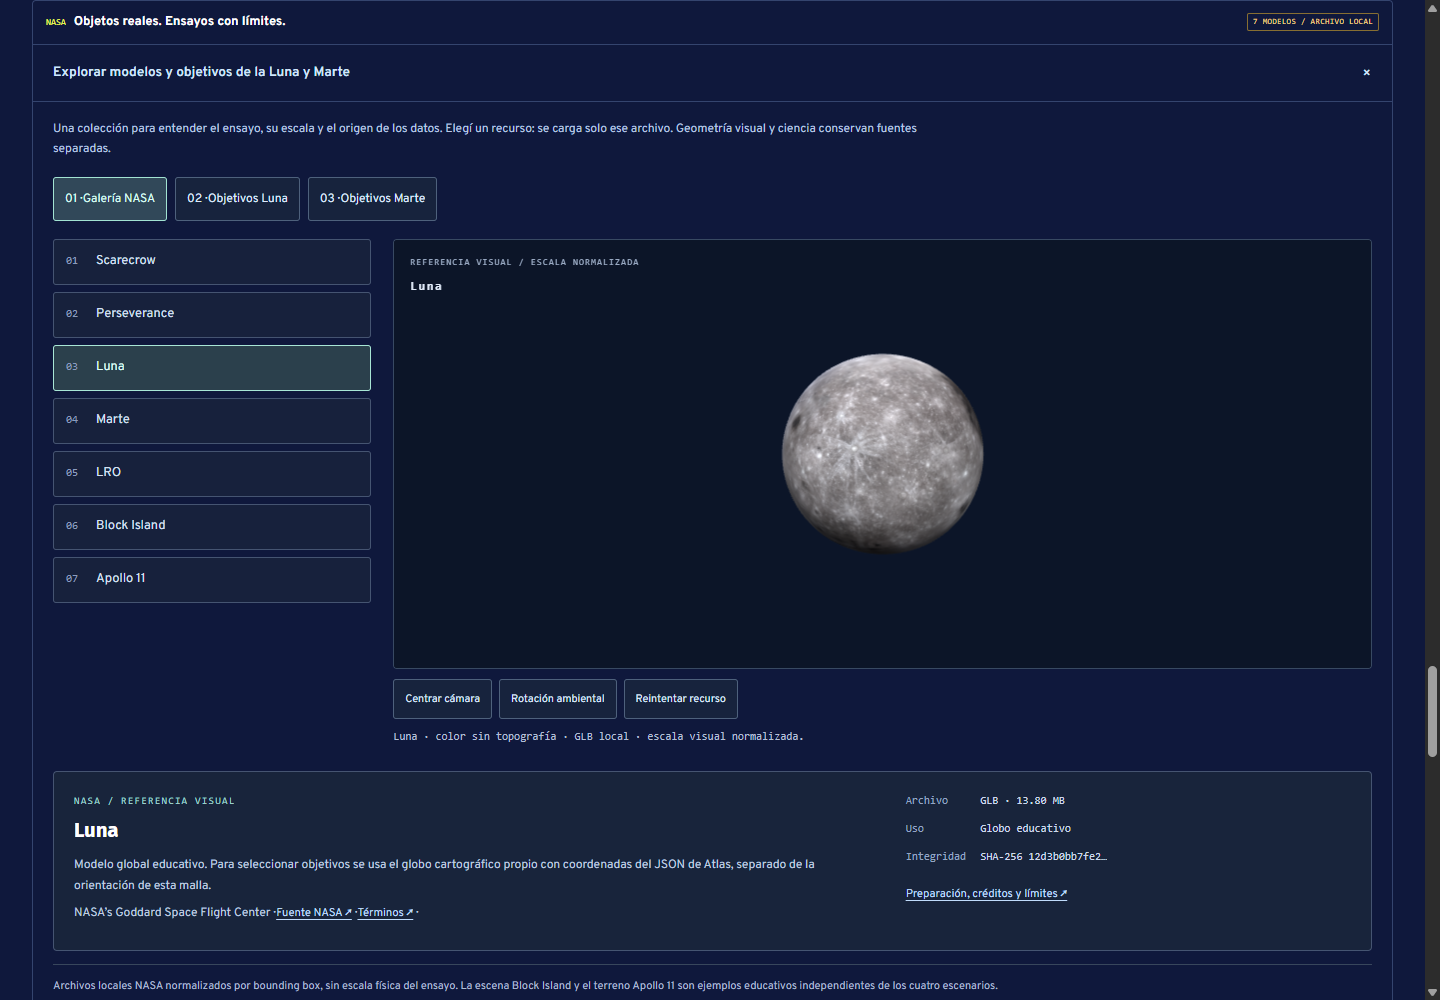 NASA Objetos reales. Ensayos con límites.
7 MODELOS / ARCHIVO LOCAL
Explorar modelos y objetivos de la Luna y Marte
×
Una colección para entender el ensayo, su escala y el origen de los datos. Elegí un recurso: se carga solo ese archivo. Geometría visual y ciencia conservan fuentes
separadas.
01 ·Galería NASA
02 ·Objetivos Luna
03 ·Objetivos Marte
01 Scarecrow
02 Perseverance
03 Luna
04 Marte
05 LRO
06 Block Island
07 Apollo 11
REFERENCIA VISUAL / ESCALA NORMALIZADA
Luna
Centrar cámara
Rotación ambiental
Reintentar recurso
Luna · color sin topografía · GLB local · escala visual normalizada.
NASA / REFERENCIA VISUAL
Luna
Modelo global educativo. Para seleccionar objetivos se usa el globo cartográfico propio con coordenadas del JSON de Atlas, separado de la
orientación de esta malla.
NASA's Goddard Space Flight Center ·Fuente NASA↗ ·Términos↗ ·
Archivo GLB · 13.80 MB
Uso Globo educativo
Integridad SHA-256 12d3b0bb7fe2…
Preparación, créditos y límites↗
Archivos locales NASA normalizados por bounding box, sin escala física del ensayo. La escena Block Island y el terreno Apollo 11 son ejemplos educativos independientes de los cuatro escenarios.